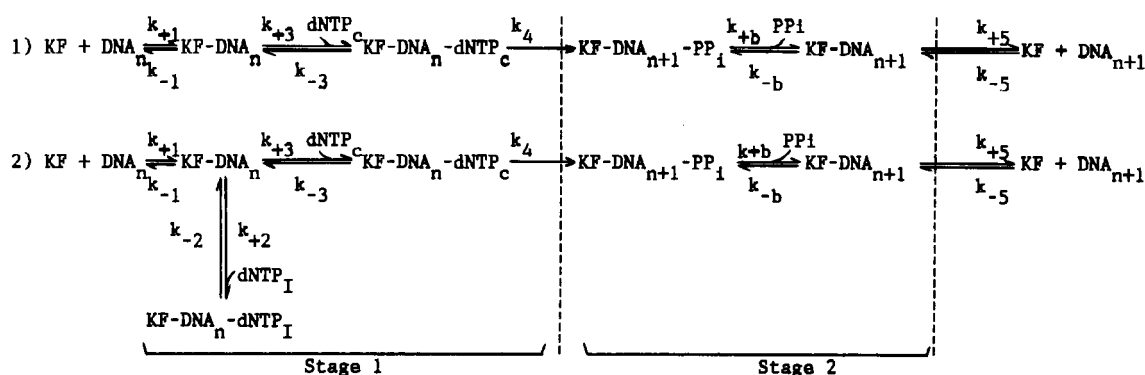 k+1 k+3 dNTPc k4 k+b PPi k+5
1) KF + DNAn KF-DNAn KF-DNAn-dNTPc KF-DNAn+1-PPi KF-DNAn+1 KF + DNAn+1
k-1 k-3 k-b k-5
k+1 k+3 dNTPc k4 k+b PPi k+5
2) KF + DNAn KF-DNAn KF-DNAn-dNTPc KF-DNAn+1-PPi KF-DNAn+1 KF + DNAn+1
k-1 k-3 k-b k-5
k-2 k+2
dNTPI
KF-DNAn-dNTPI
Stage 1 Stage 2